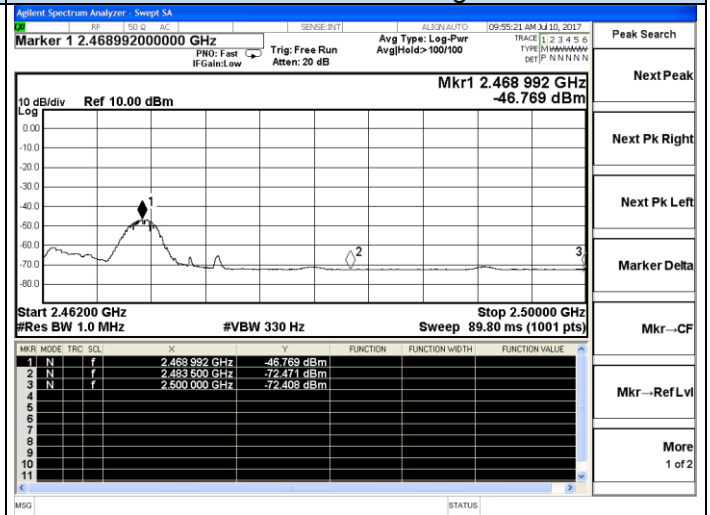 Agilent Spectrum Analyzer - Swept SA
RF 50 Ω AC SENSE:INT ALIGN AUTO 09:55:21 AM Jul 10, 2017
Marker 1 2.468992000000 GHz
PNO: Fast
IFGain:Low
Trig: Free Run
Atten: 20 dB
Avg Type: Log-Pwr
Avg|Hold:>100/100
TRACE 1 2 3 4 5 6
TYPE M WWWWW
DET P N N N N N
Mkr1 2.468 992 GHz
-46.769 dBm
10 dB/div Ref 10.00 dBm
Log
0.00
-10.0
-20.0
-30.0
-40.0
-50.0
-60.0
-70.0
-80.0
1
2
3
Start 2.46200 GHz Stop 2.50000 GHz
#Res BW 1.0 MHz #VBW 330 Hz Sweep 89.80 ms (1001 pts)
MKR MODE TRC SCL X Y FUNCTION FUNCTION WIDTH FUNCTION VALUE
1 N f 2.468 992 GHz -46.769 dBm
2 N f 2.483 500 GHz -72.471 dBm
3 N f 2.500 000 GHz -72.408 dBm
4
5
6
7
8
9
10
11
MSG STATUS
Peak Search
Next Peak
Next Pk Right
Next Pk Left
Marker Delta
Mkr→CF
Mkr→Ref Lvl
More
1 of 2